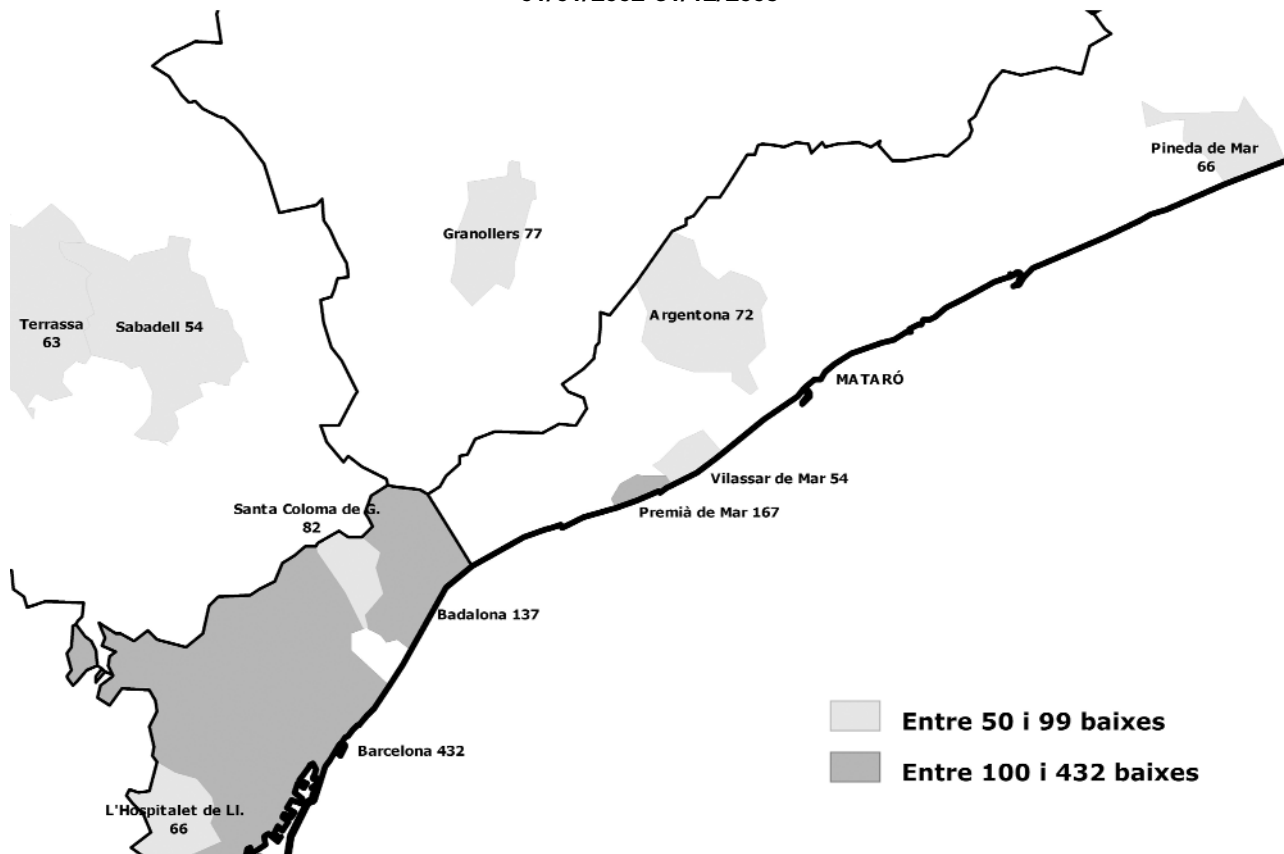 Pineda de Mar
66
Granollers 77
Argentona 72
Terrassa
63
Sabadell 54
MATARÓ
Vilassar de Mar 54
Premià de Mar 167
Santa Coloma de G.
82
Badalona 137
Barcelona 432
L'Hospitalet de Ll.
66
Entre 50 i 99 baixes
Entre 100 i 432 baixes